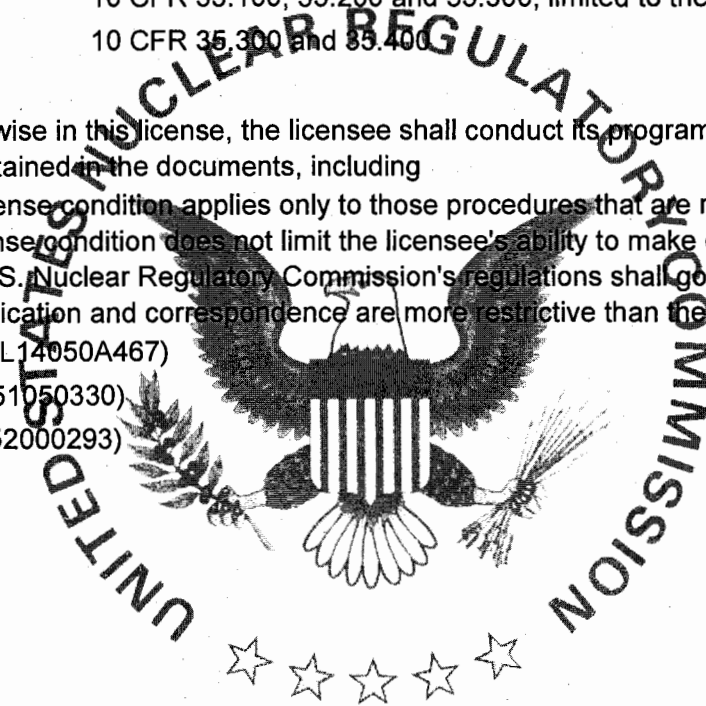 10 CFR 35.100, 35.200 and 35.300, limited to the
10 CFR 35.300 and 35.400
wise in this license, the licensee shall conduct its program
tained in the documents, including
ense condition applies only to those procedures that are
nse condition does not limit the licensee's ability to make
S. Nuclear Regulatory Commission's regulations shall go
ication and correspondence are more restrictive than the
L14050A467)
51050330)
52000293)
UNITED STATES NUCLEAR REGULATORY COMMISSION